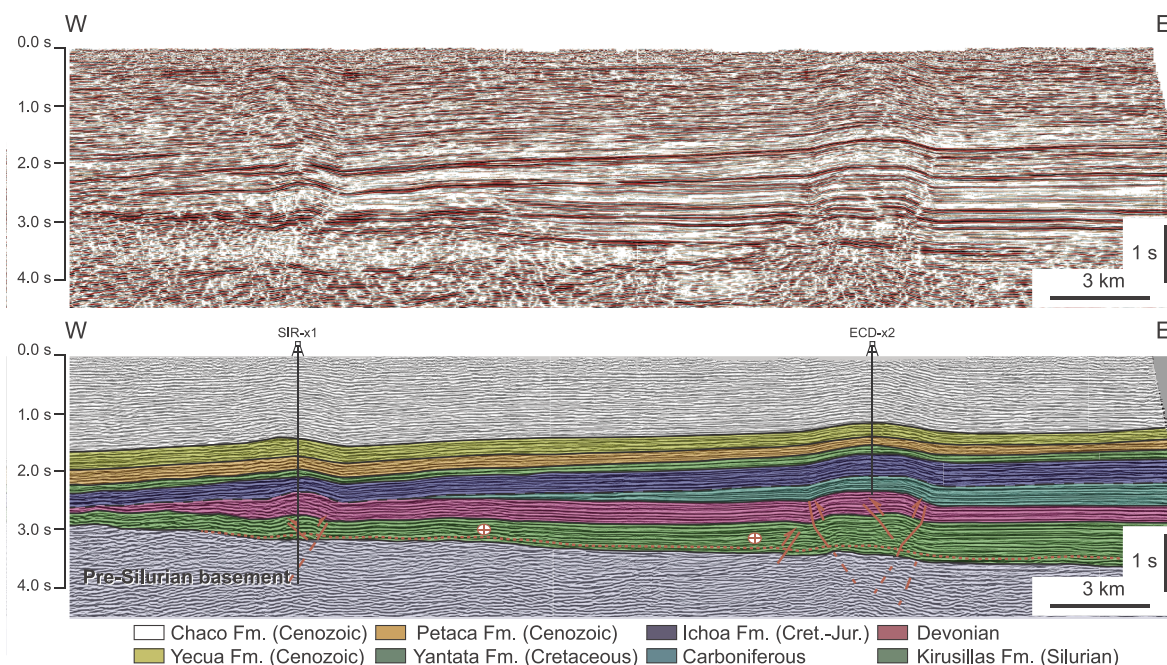 W
E
0.0 s
1.0 s
2.0 s
3.0 s
4.0 s
1 s
3 km
W
E
SIR-x1
ECD-x2
0.0 s
1.0 s
2.0 s
3.0 s
4.0 s
Pre-Silurian basement
1 s
3 km
Chaco Fm. (Cenozoic)
Petaca Fm. (Cenozoic)
Ichoa Fm. (Cret.-Jur.)
Devonian
Yecua Fm. (Cenozoic)
Yantata Fm. (Cretaceous)
Carboniferous
Kirusillas Fm. (Silurian)